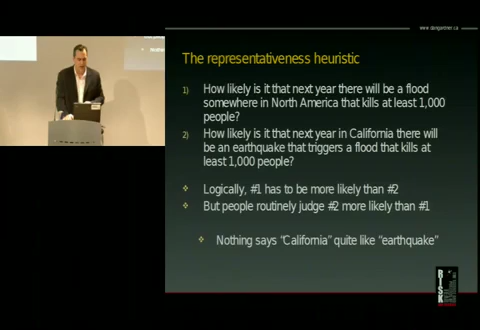 www.dangardner.ca
The representativeness heuristic
1) How likely is it that next year there will be a flood
somewhere in North America that kills at least 1,000
people?
2) How likely is it that next year in California there will
be an earthquake that triggers a flood that kills at
least 1,000 people?
Logically, #1 has to be more likely than #2
But people routinely judge #2 more likely than #1
Nothing says "California" quite like "earthquake"
RISK